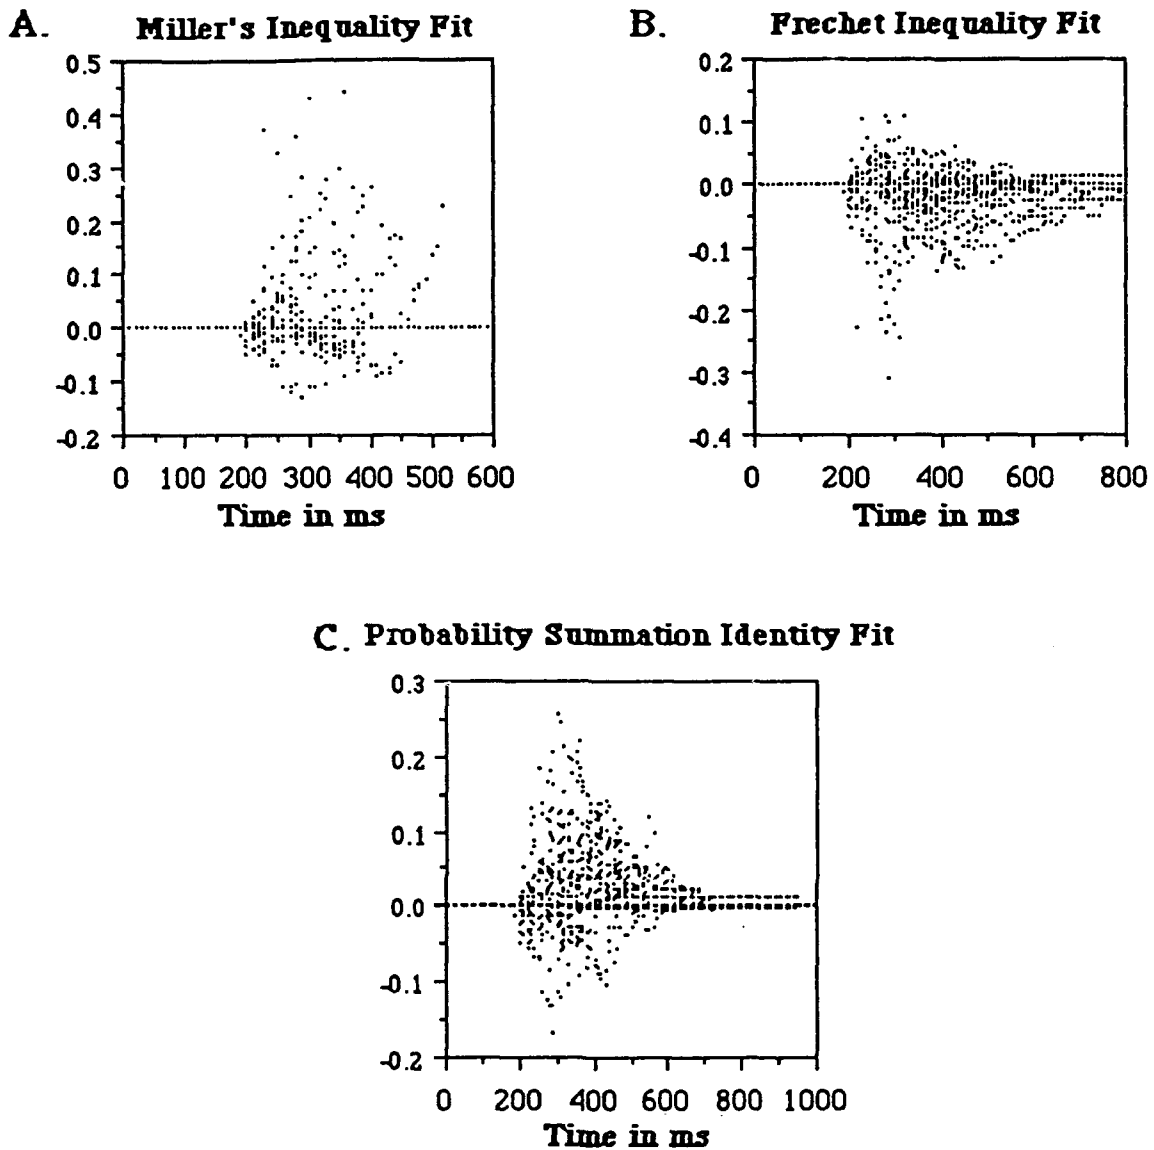 A. Miller's Inequality Fit
0.5
0.4
0.3
0.2
0.1
0.0
-0.1
-0.2
0 100 200 300 400 500 600
Time in ms
B. Frechet Inequality Fit
0.2
0.1
0.0
-0.1
-0.2
-0.3
-0.4
0 200 400 600 800
Time in ms
C. Probability Summation Identity Fit
0.3
0.2
0.1
0.0
-0.1
-0.2
0 200 400 600 800 1000
Time in ms